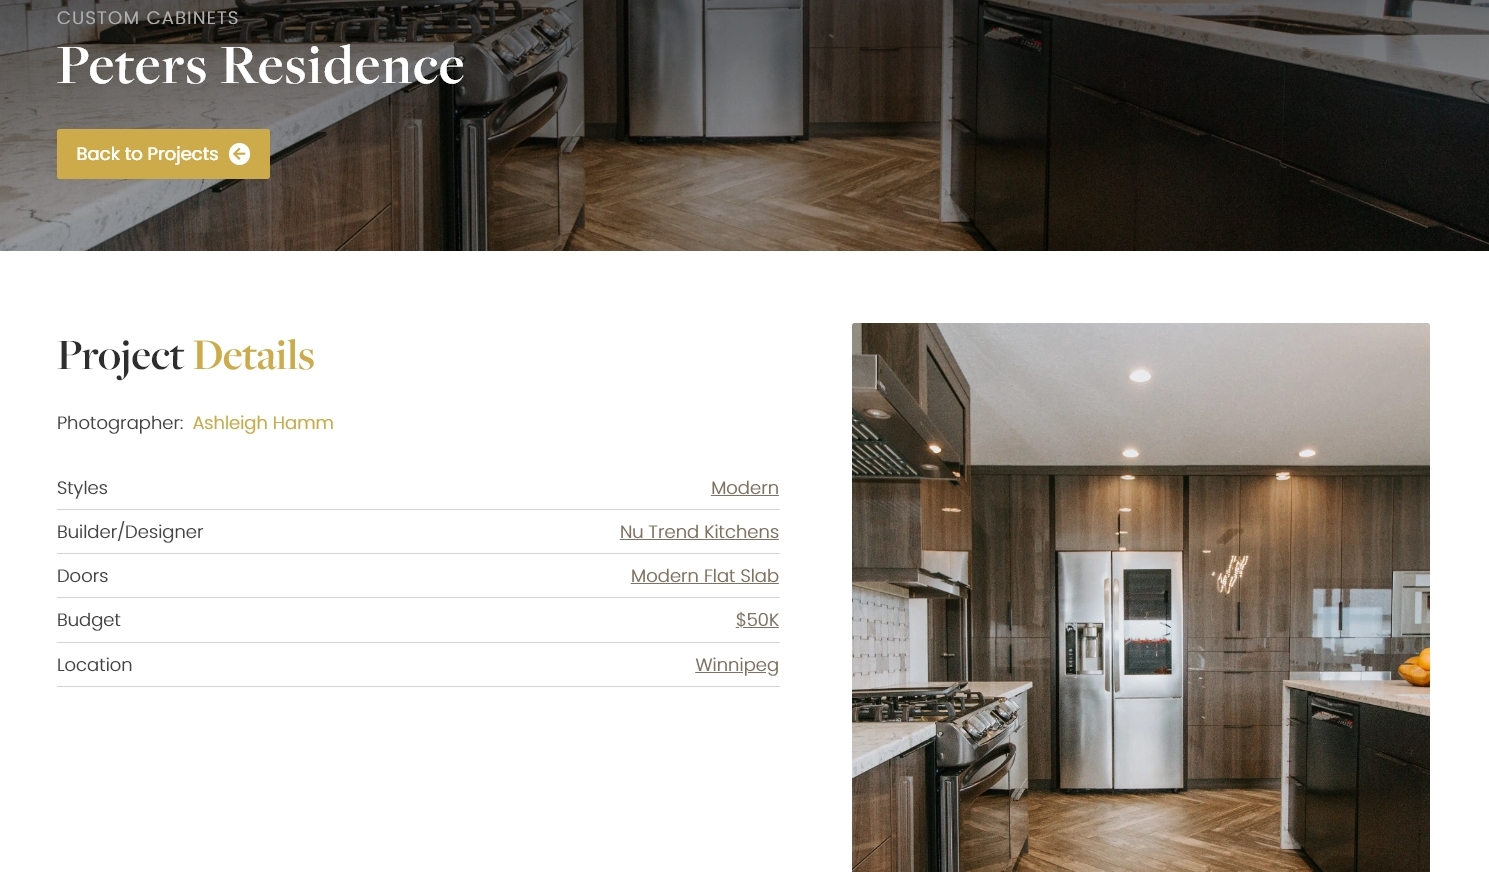 CUSTOM CABINETS
Peters Residence
Back to Projects
Project Details
Photographer: Ashleigh Hamm
Styles Modern
Builder/Designer Nu Trend Kitchens
Doors Modern Flat Slab
Budget $50K
Location Winnipeg